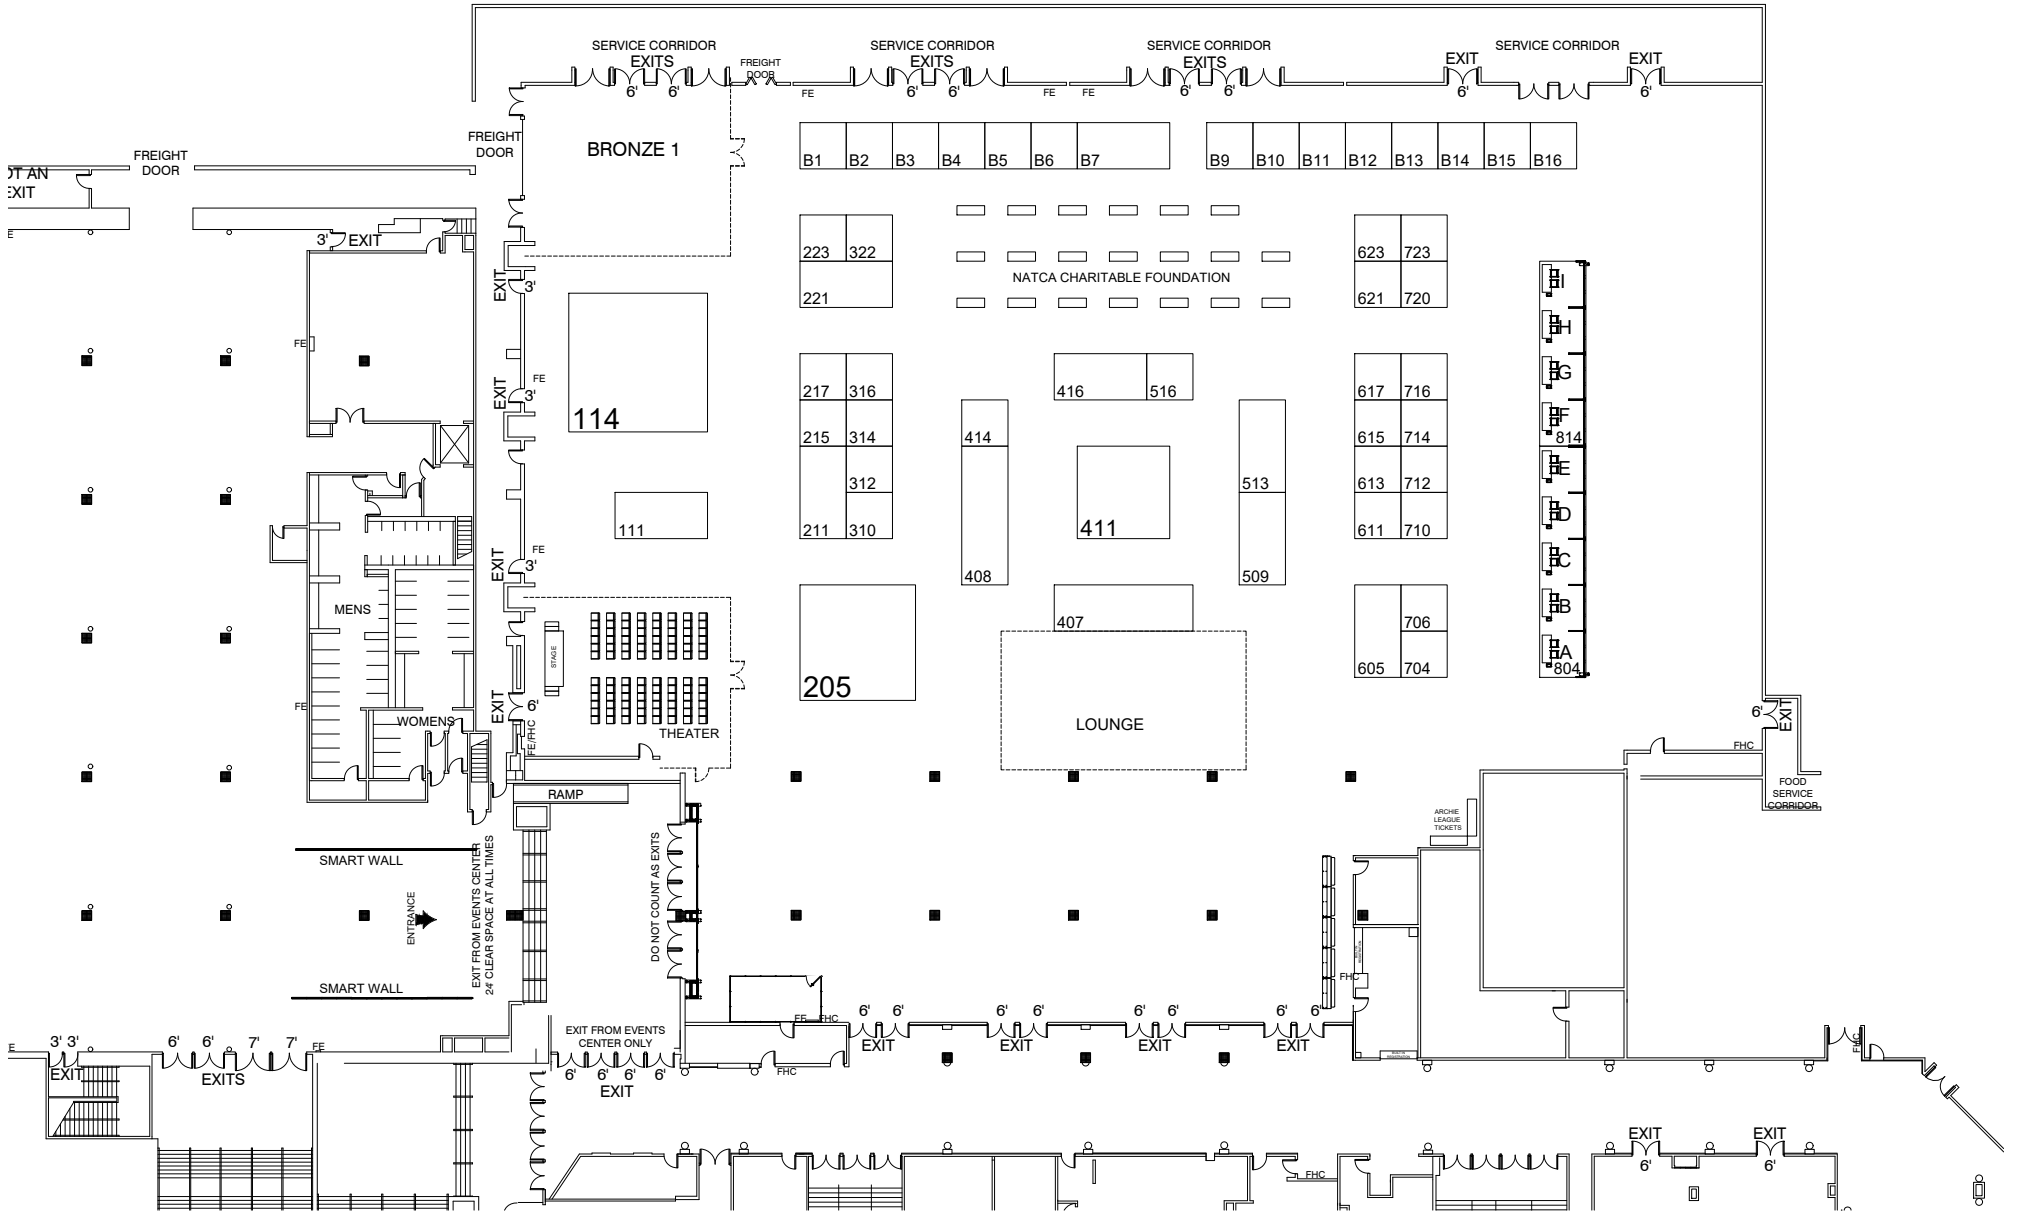 SERVICE CORRIDOR
EXITS
6' 6'
FREIGHT
DOOR
SERVICE CORRIDOR
EXITS
6' 6'
FE
FE
FE
SERVICE CORRIDOR
EXITS
6' 6'
SERVICE CORRIDOR
EXIT
6'
EXIT
6'
FREIGHT
DOOR
FREIGHT
DOOR
EXIT
BRONZE 1
B1 B2 B3 B4 B5 B6 B7
B9 B10 B11 B12 B13 B14 B15 B16
3' EXIT
223 322
221
NATCA CHARITABLE FOUNDATION
623 723
621 720
EXIT 3'
FE
EXIT 3'
FE
114
217 316
215 314
312
211 310
111
416 516
414
408
411
513
509
617 716
615 714
613 712
611 710
I
H
G
F
814
E
D
C
B
A
804
EXIT 3'
FE
MENS
FE
WOMENS
EXIT 6'
FE/FHC
STAGE
THEATER
205
407
LOUNGE
706
605 704
6' EXIT
FHC
FOOD
SERVICE
CORRIDOR
RAMP
ARCHIE
LEAGUE
TICKETS
SMART WALL
ENTRANCE
EXIT FROM EVENTS CENTER
24' CLEAR SPACE AT ALL TIMES
DO NOT COUNT AS EXITS
SMART WALL
FHC
FE FHC
6' 6'
EXIT
6' 6'
EXIT
6' 6'
EXIT
6' 6'
EXIT
EXIT FROM EVENTS
CENTER ONLY
6' 6' 6' 6'
EXIT
3' 3'
EXIT
6' 6' 7' 7'
EXITS
FE
FHC
FHC
FHC
EXIT
6'
EXIT
6'